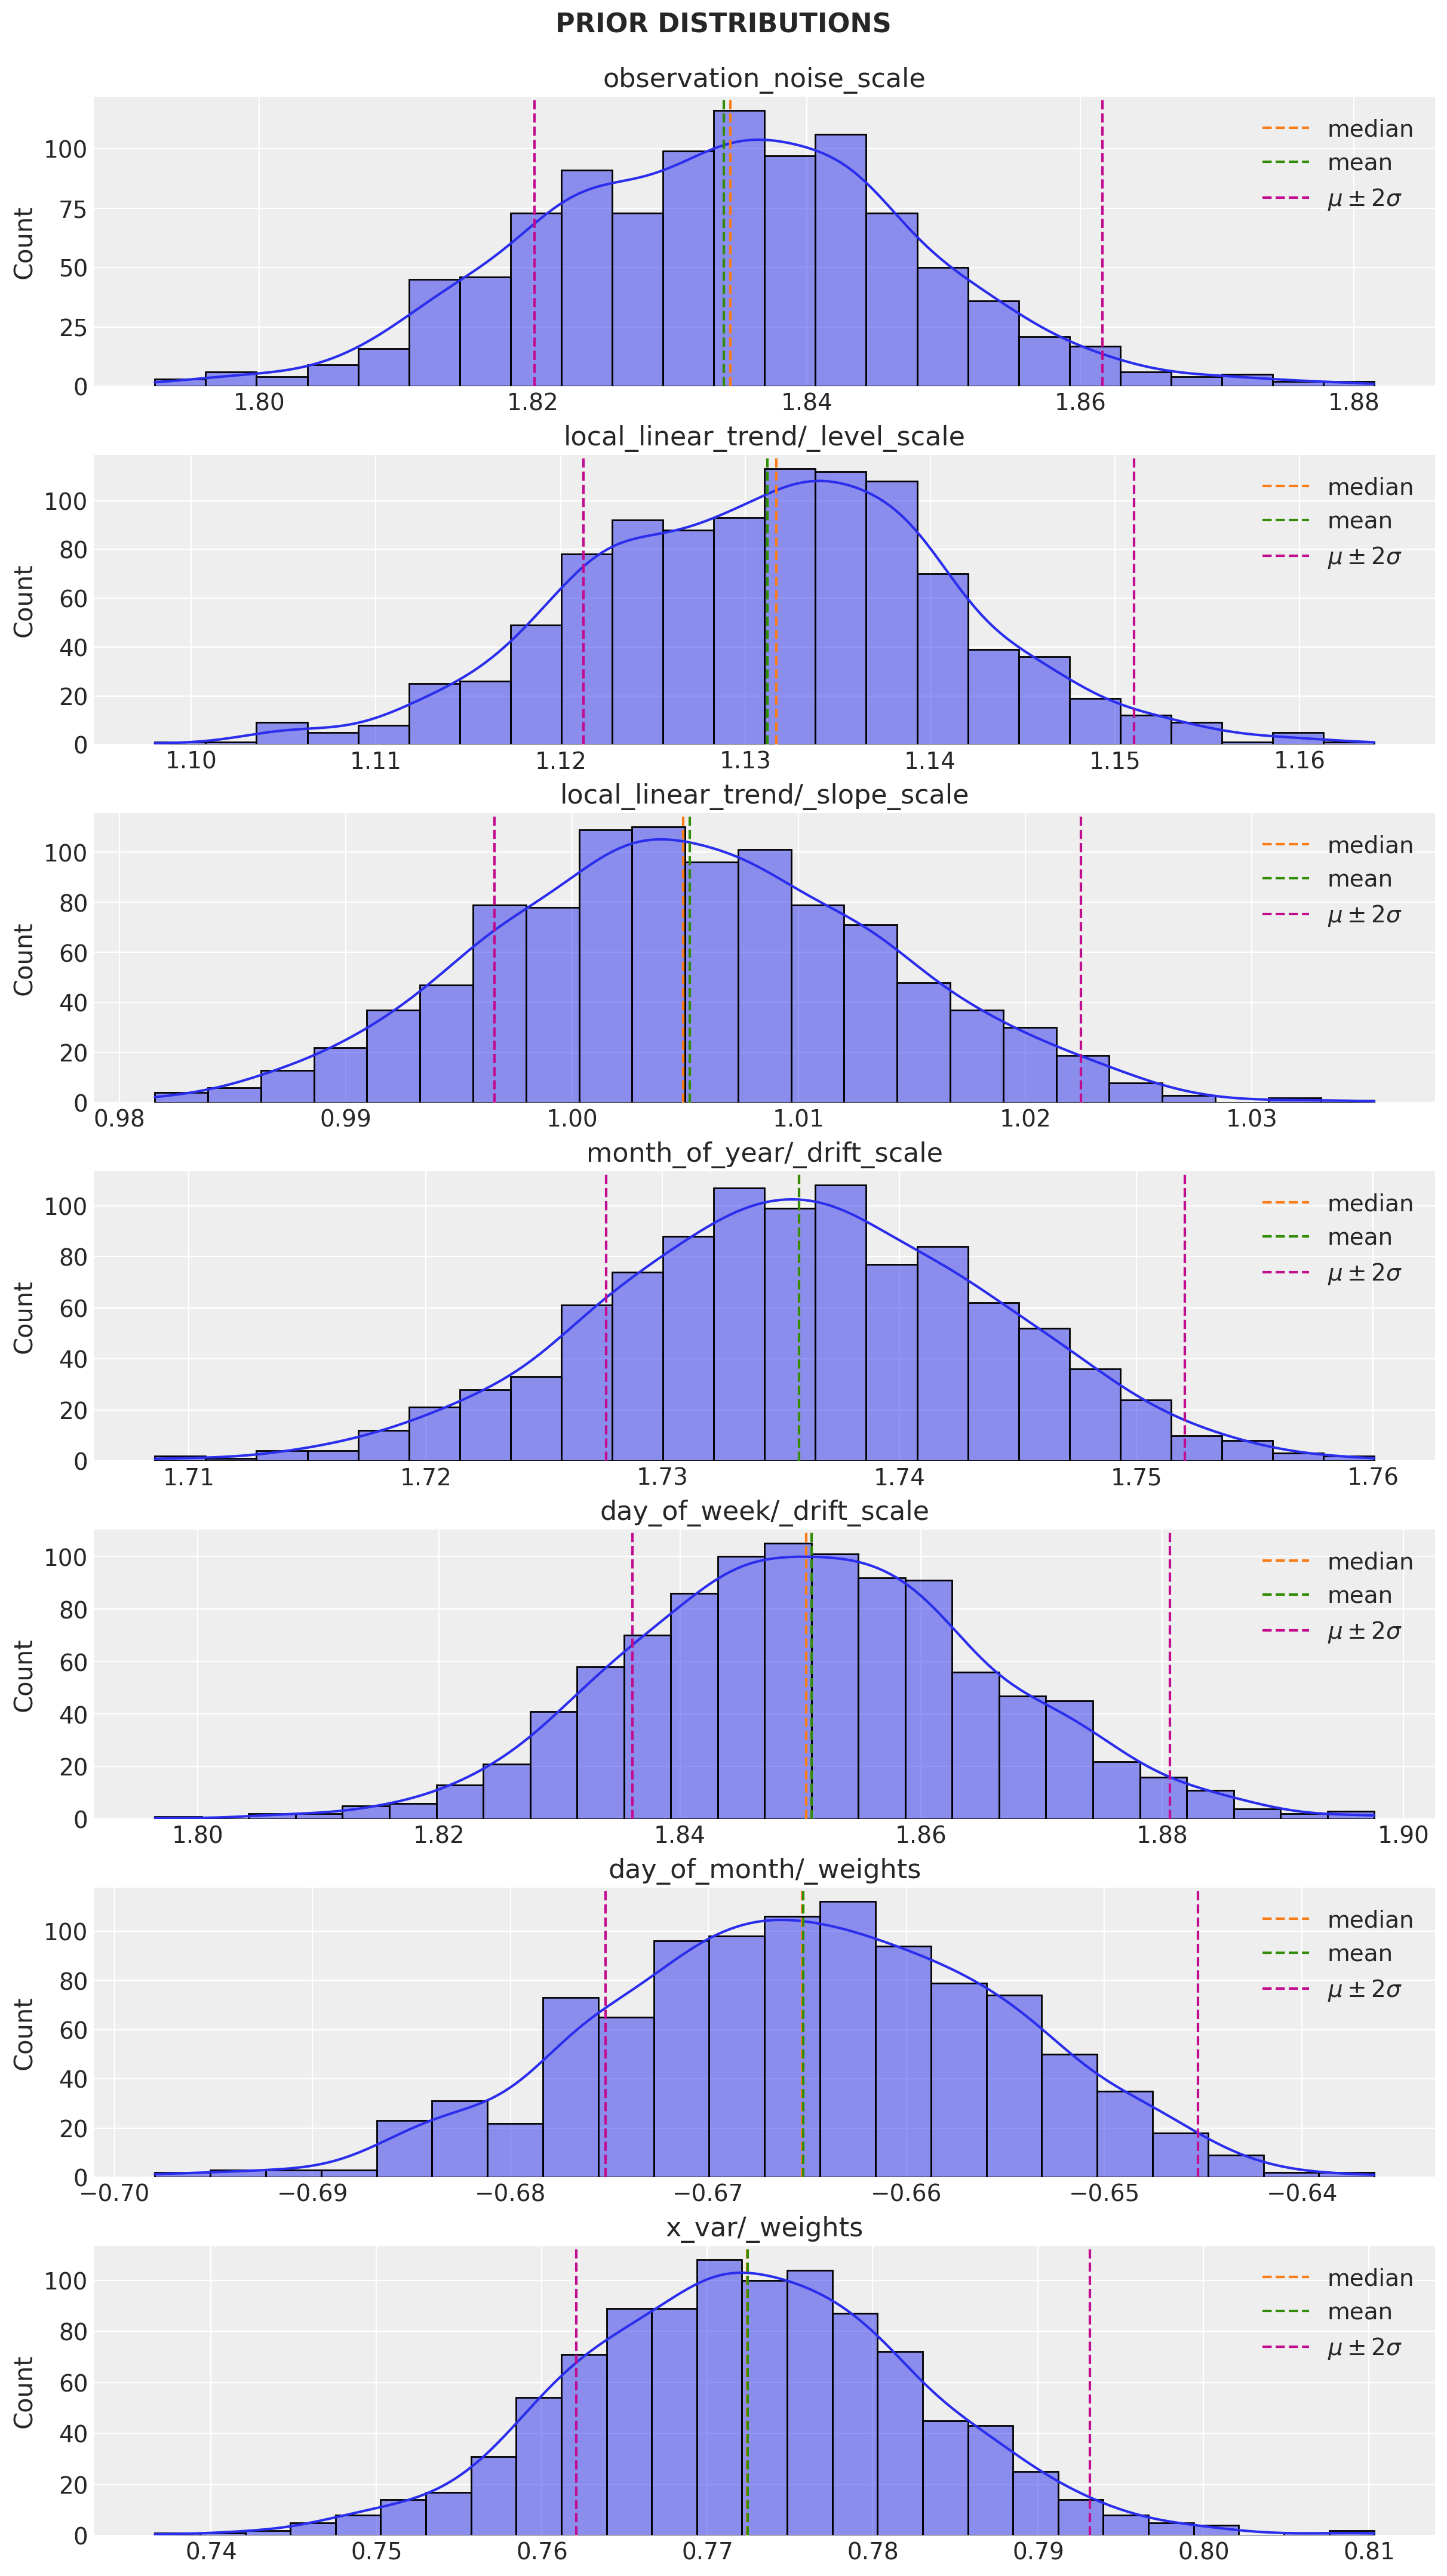 PRIOR DISTRIBUTIONS
observation_noise_scale
Count
0
25
50
75
100
1.80 1.82 1.84 1.86 1.88
median
mean
μ ± 2σ
local_linear_trend/_level_scale
Count
0
20
40
60
80
100
1.10 1.11 1.12 1.13 1.14 1.15 1.16
median
mean
μ ± 2σ
local_linear_trend/_slope_scale
Count
0
20
40
60
80
100
0.98 0.99 1.00 1.01 1.02 1.03
median
mean
μ ± 2σ
month_of_year/_drift_scale
Count
0
20
40
60
80
100
1.71 1.72 1.73 1.74 1.75 1.76
median
mean
μ ± 2σ
day_of_week/_drift_scale
Count
0
20
40
60
80
100
1.80 1.82 1.84 1.86 1.88 1.90
median
mean
μ ± 2σ
day_of_month/_weights
Count
0
20
40
60
80
100
−0.70 −0.69 −0.68 −0.67 −0.66 −0.65 −0.64
median
mean
μ ± 2σ
x_var/_weights
Count
0
20
40
60
80
100
0.74 0.75 0.76 0.77 0.78 0.79 0.80 0.81
median
mean
μ ± 2σ